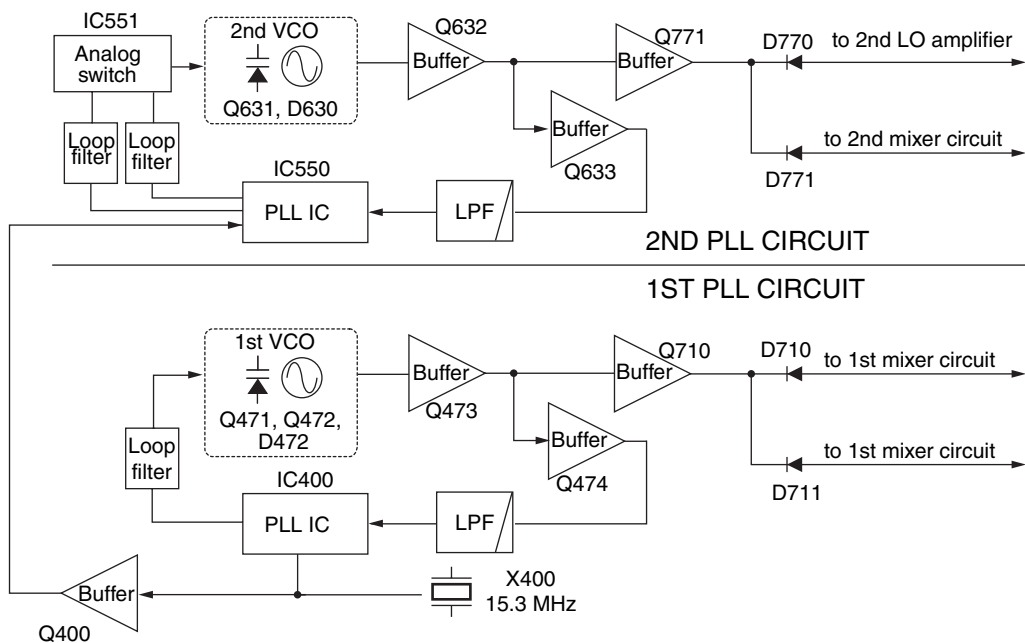 IC551
Analog
switch
2nd VCO
Q631, D630
Q632
Buffer
Q771
Buffer
D770
to 2nd LO amplifier
Buffer
Q633
to 2nd mixer circuit
D771
Loop
filter
Loop
filter
IC550
PLL IC
LPF
2ND PLL CIRCUIT
1ST PLL CIRCUIT
1st VCO
Q471, Q472,
D472
Buffer
Q473
Q710
Buffer
D710
to 1st mixer circuit
Buffer
Q474
to 1st mixer circuit
D711
Loop
filter
IC400
PLL IC
LPF
Buffer
Q400
X400
15.3 MHz